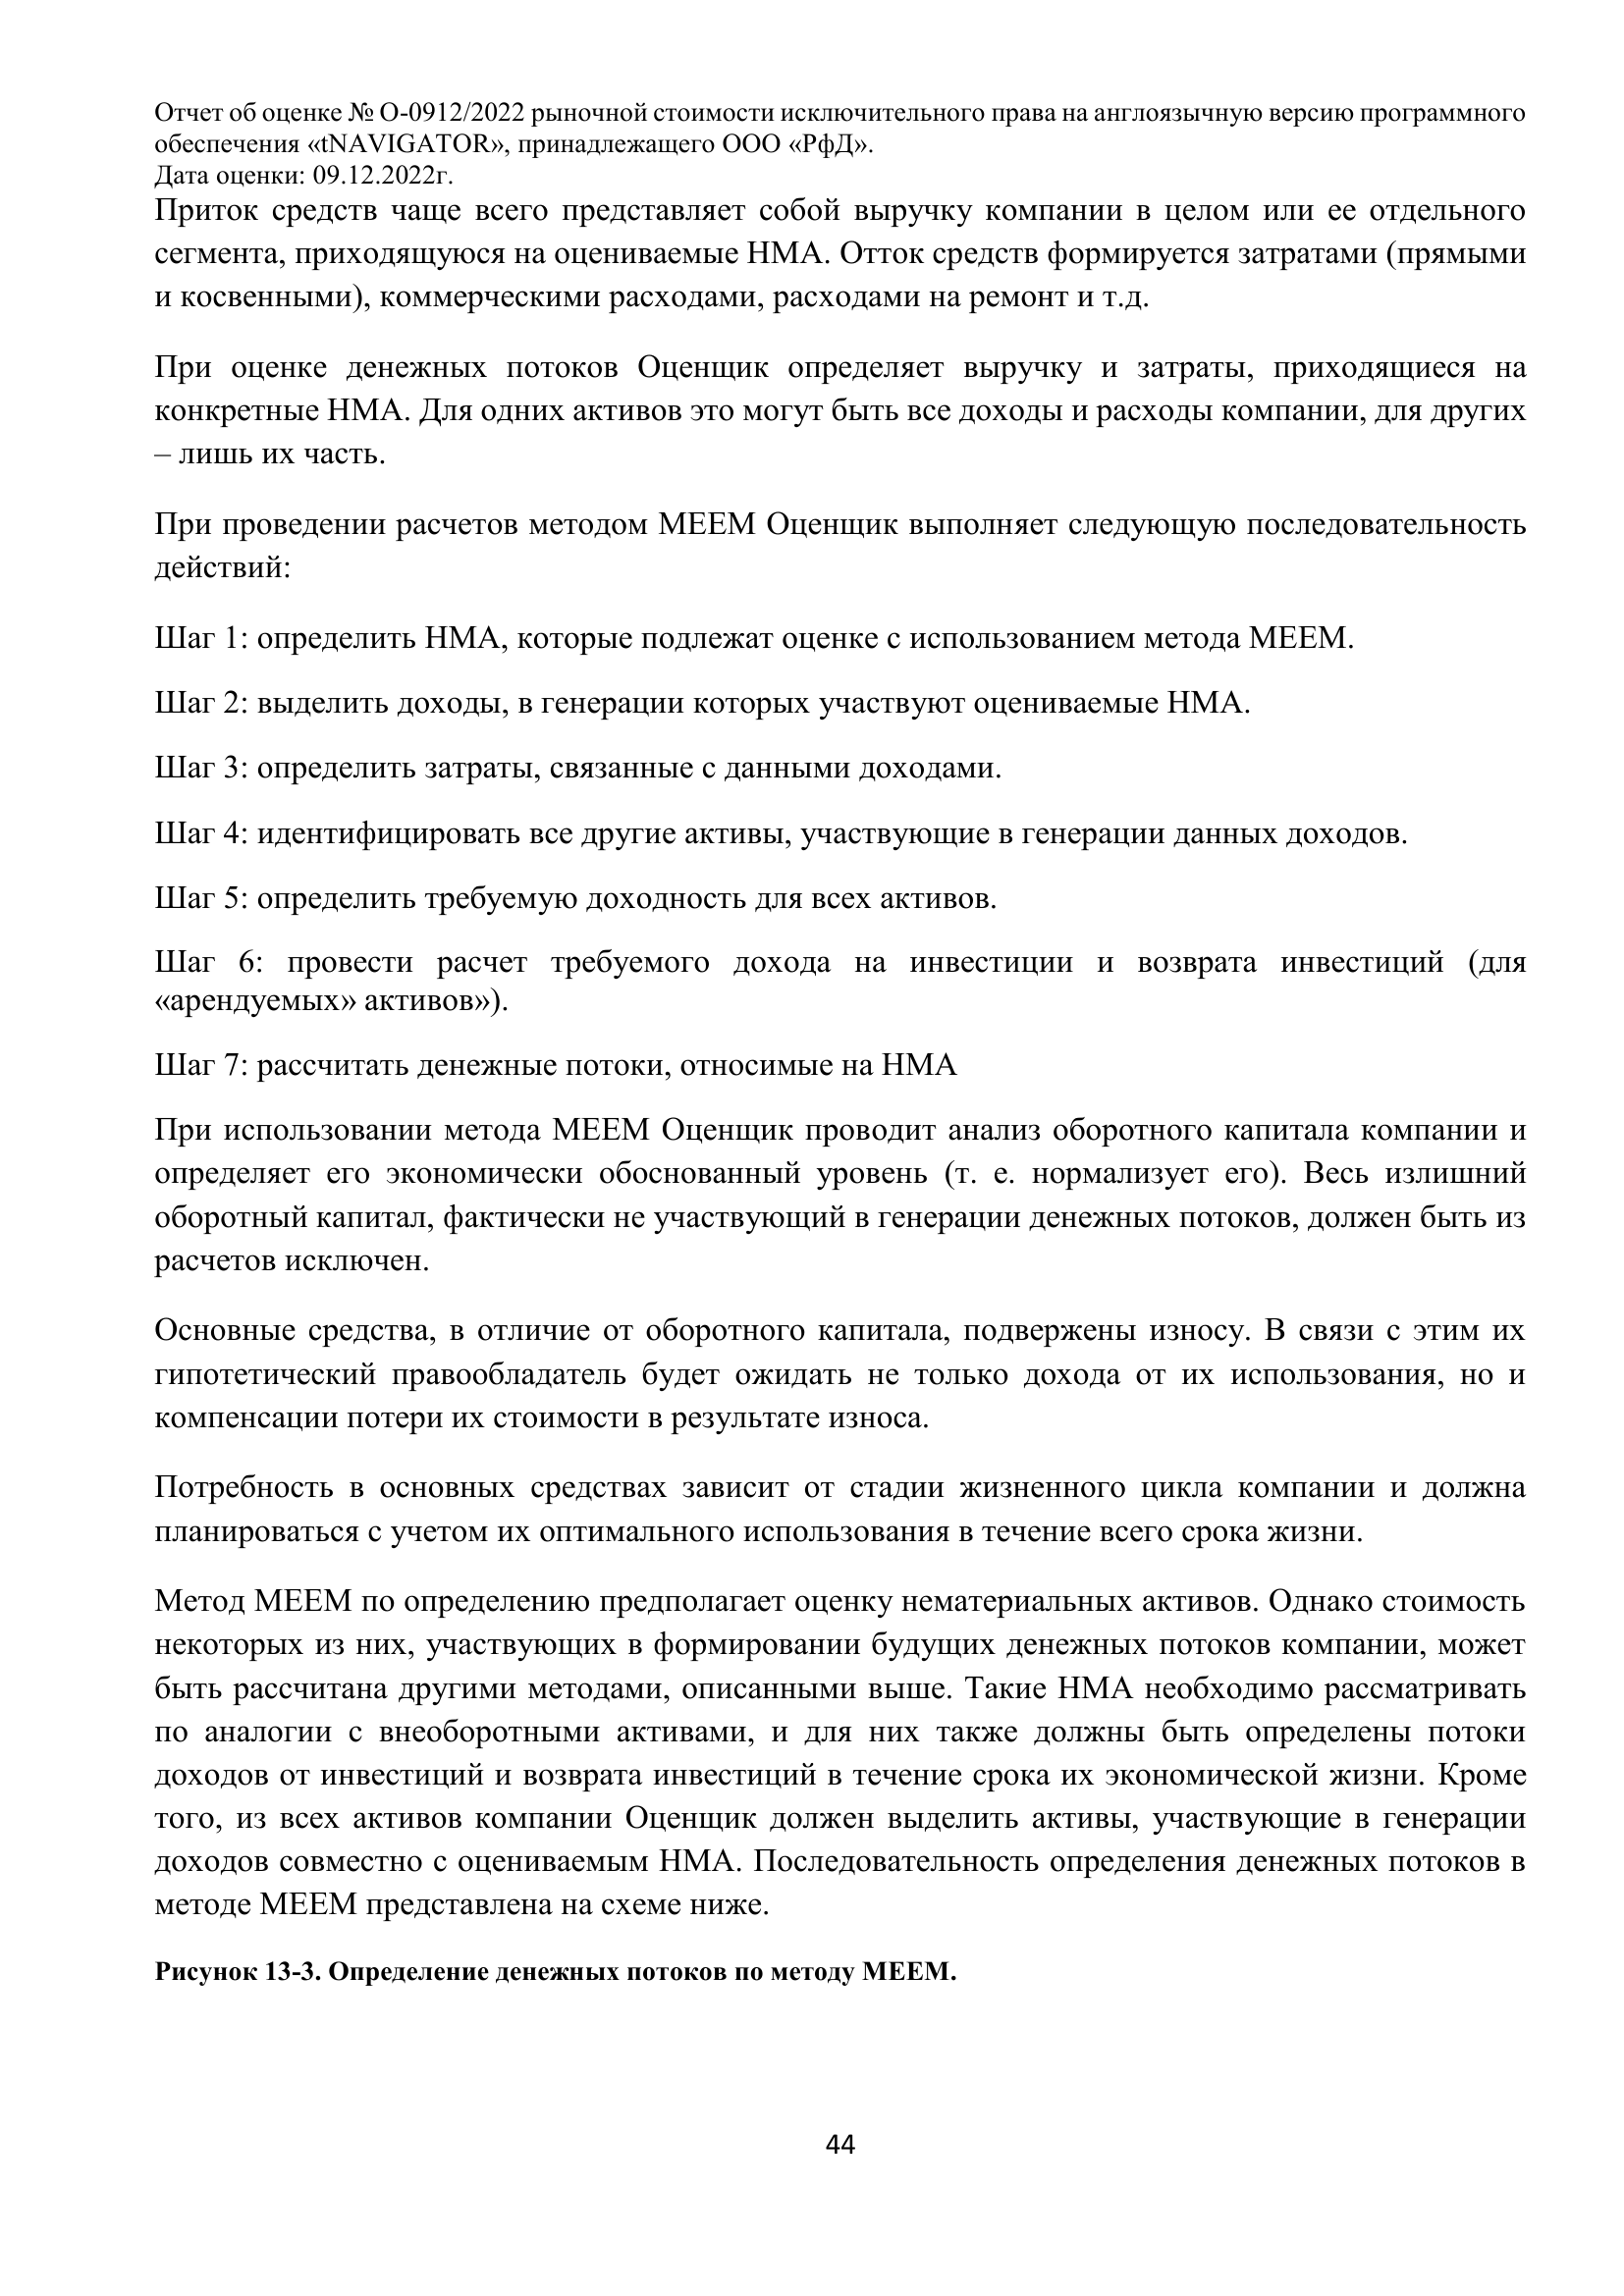 Отчет об оценке № О-0912/2022 рыночной стоимости исключительного права на англоязычную версию программного
обеспечения «tNAVIGATOR», принадлежащего ООО «РфД».
Дата оценки: 09.12.2022г.
Приток средств чаще всего представляет собой выручку компании в целом или ее отдельного
сегмента, приходящуюся на оцениваемые НМА. Отток средств формируется затратами (прямыми
и косвенными), коммерческими расходами, расходами на ремонт и т.д.
При оценке денежных потоков Оценщик определяет выручку и затраты, приходящиеся на
конкретные НМА. Для одних активов это могут быть все доходы и расходы компании, для других
– лишь их часть.
При проведении расчетов методом МЕЕМ Оценщик выполняет следующую последовательность
действий:
Шаг 1: определить НМА, которые подлежат оценке с использованием метода МЕЕМ.
Шаг 2: выделить доходы, в генерации которых участвуют оцениваемые НМА.
Шаг 3: определить затраты, связанные с данными доходами.
Шаг 4: идентифицировать все другие активы, участвующие в генерации данных доходов.
Шаг 5: определить требуемую доходность для всех активов.
Шаг 6: провести расчет требуемого дохода на инвестиции и возврата инвестиций (для
«арендуемых» активов»).
Шаг 7: рассчитать денежные потоки, относимые на НМА
При использовании метода МЕЕМ Оценщик проводит анализ оборотного капитала компании и
определяет его экономически обоснованный уровень (т. е. нормализует его). Весь излишний
оборотный капитал, фактически не участвующий в генерации денежных потоков, должен быть из
расчетов исключен.
Основные средства, в отличие от оборотного капитала, подвержены износу. В связи с этим их
гипотетический правообладатель будет ожидать не только дохода от их использования, но и
компенсации потери их стоимости в результате износа.
Потребность в основных средствах зависит от стадии жизненного цикла компании и должна
планироваться с учетом их оптимального использования в течение всего срока жизни.
Метод МЕЕМ по определению предполагает оценку нематериальных активов. Однако стоимость
некоторых из них, участвующих в формировании будущих денежных потоков компании, может
быть рассчитана другими методами, описанными выше. Такие НМА необходимо рассматривать
по аналогии с внеоборотными активами, и для них также должны быть определены потоки
доходов от инвестиций и возврата инвестиций в течение срока их экономической жизни. Кроме
того, из всех активов компании Оценщик должен выделить активы, участвующие в генерации
доходов совместно с оцениваемым НМА. Последовательность определения денежных потоков в
методе МЕЕМ представлена на схеме ниже.
Рисунок 13-3. Определение денежных потоков по методу МЕЕМ.
44